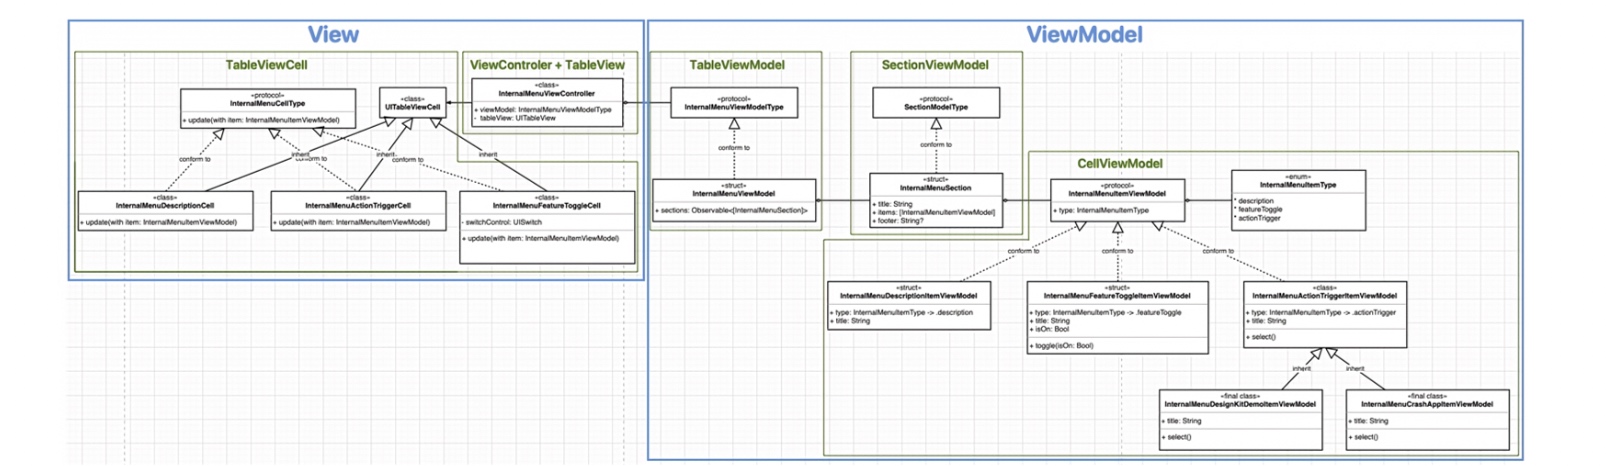 View
TableViewCell
«protocol»
InternalMenuCellType
+ update(with item: InternalMenuItemViewModel)
«class»
UITableViewCell
ViewControler + TableView
«class»
InternalMenuViewController
+ viewModel: InternalMenuViewModelType
- tableView: UITableView
conform to
inherit
conform to
inherit
conform to
inherit
«class»
InternalMenuDescriptionCell
+ update(with item: InternalMenuItemViewModel)
«class»
InternalMenuActionTriggerCell
+ update(with item: InternalMenuItemViewModel)
«class»
InternalMenuFeatureToggleCell
- switchControl: UISwitch
+ update(with item: InternalMenuItemViewModel)
ViewModel
TableViewModel
«protocol»
InternalMenuViewModelType
conform to
«struct»
InternalMenuViewModel
+ sections: Observable<[InternalMenuSection]>
SectionViewModel
«protocol»
SectionModelType
conform to
«struct»
InternalMenuSection
+ title: String
+ items: [InternalMenuItemViewModel]
+ footer: String?
CellViewModel
«protocol»
InternalMenuItemViewModel
+ type: InternalMenuItemType
«enum»
InternalMenuItemType
* description
* featureToggle
* actionTrigger
conform to
conform to
conform to
«struct»
InternalMenuDescriptionItemViewModel
+ type: InternalMenuItemType -> .description
+ title: String
«struct»
InternalMenuFeatureToggleItemViewModel
+ type: InternalMenuItemType -> .featureToggle
+ title: String
+ isOn: Bool
+ toggle(isOn: Bool)
«class»
InternalMenuActionTriggerItemViewModel
+ type: InternalMenuItemType -> .actionTrigger
+ title: String
+ select()
inherit
inherit
«final class»
InternalMenuDesignKitDemoItemViewModel
+ title: String
+ select()
«final class»
InternalMenuCrashAppItemViewModel
+ title: String
+ select()